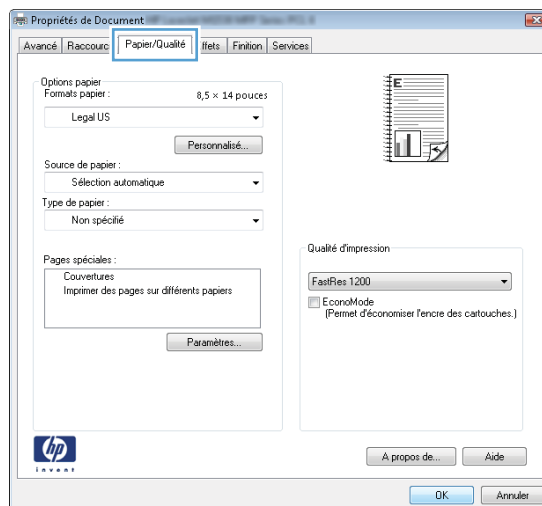 Propriétés de Document
Avancé
Papier/Qualité
Finition
Services
Options papier
Formats papier :
8,5 × 14 pouces
Legal US
Personnalisé...
Source de papier :
Sélection automatique
Type de papier :
Non spécifié
Pages spéciales :
Couvertures
Imprimer des pages sur différents papiers
Paramètres...
E
Qualité d'impression
FastRes 1200
EconoMode
(Permet d'économiser l'encre des cartouches.)
hp
invent
A propos de...
Aide
OK
Annuler